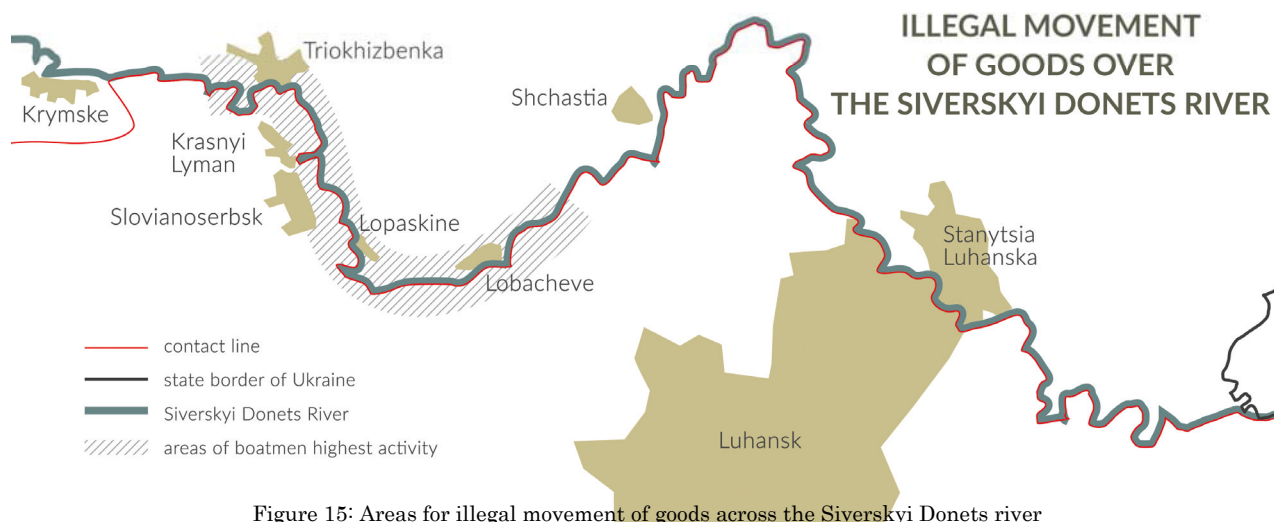 ILLEGAL MOVEMENT
OF GOODS OVER
THE SIVERSKYI DONETS RIVER
Triokhizbenka
Krymske
Shchastia
Krasnyi
Lyman
Slovianoserbsk
Lopaskine
Lobacheve
Stanytsia
Luhanska
Luhansk
contact line
state border of Ukraine
Siverskyi Donets River
areas of boatmen highest activity
Figure 15: Areas for illegal movement of goods across the Siverskyi Donets river